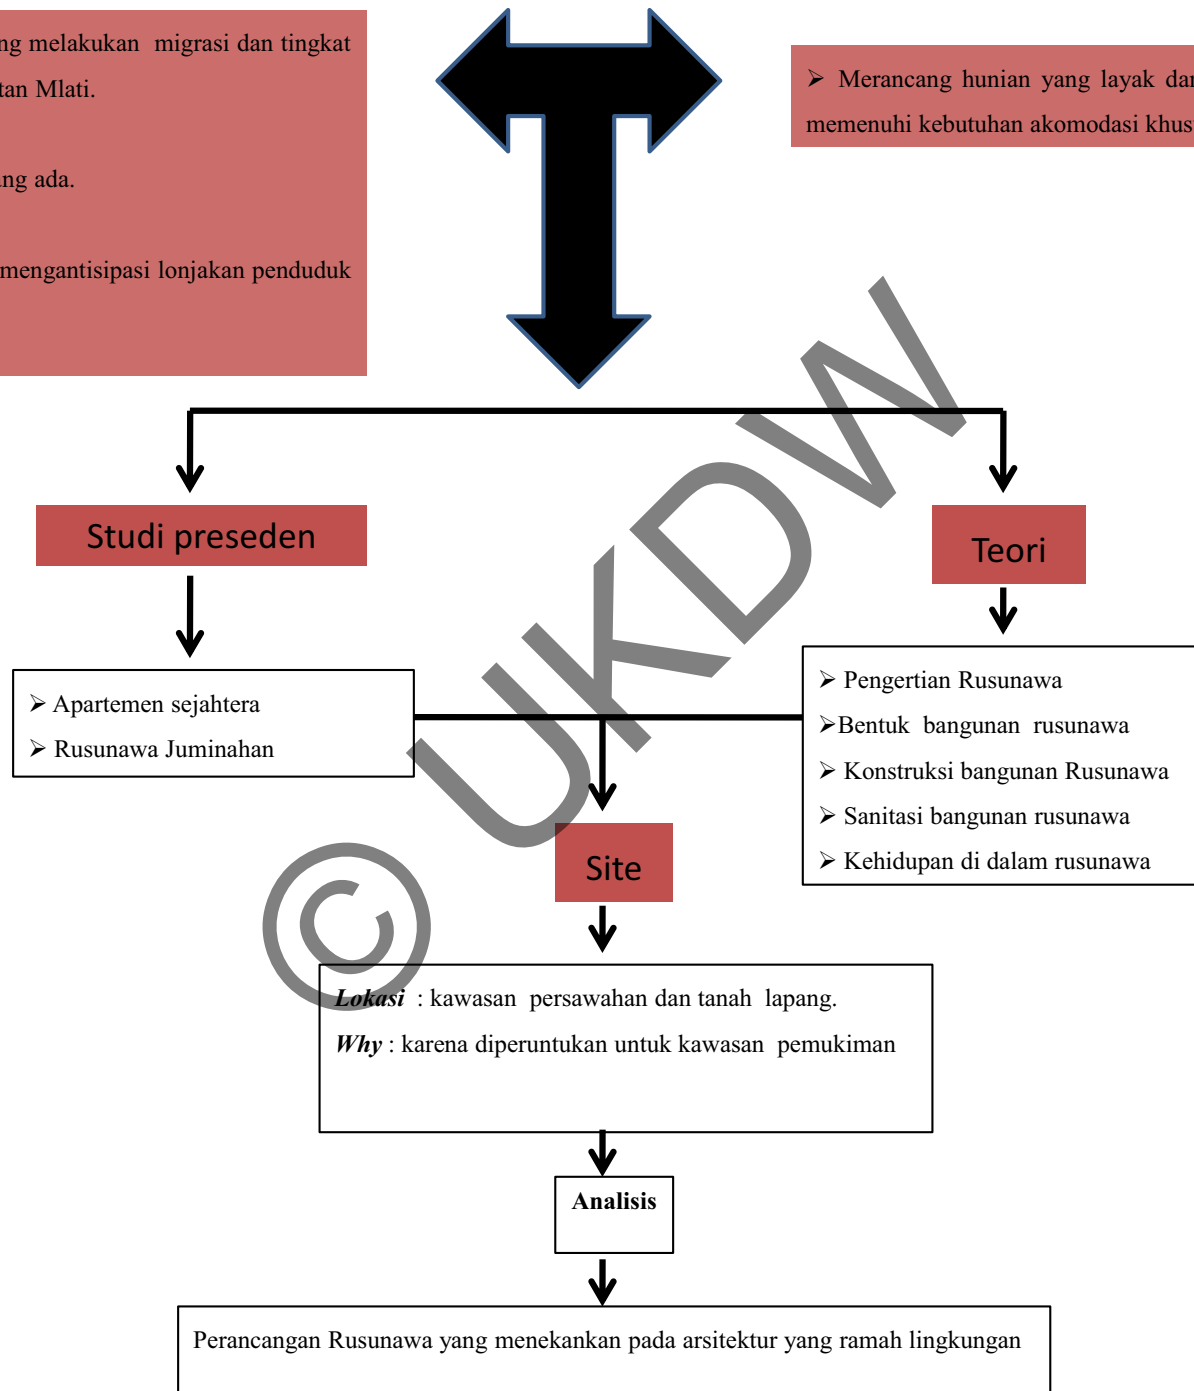 ng melakukan migrasi dan tingkat
tan Mlati.
ang ada.
mengantisipasi lonjakan penduduk
➢ Merancang hunian yang layak dan
memenuhi kebutuhan akomodasi khusu
Studi preseden
Teori
➢ Apartemen sejahtera
➢ Rusunawa Juminahan
➢ Pengertian Rusunawa
➢Bentuk bangunan rusunawa
➢ Konstruksi bangunan Rusunawa
➢ Sanitasi bangunan rusunawa
➢ Kehidupan di dalam rusunawa
Site
Lokasi : kawasan persawahan dan tanah lapang.
Why : karena diperuntukan untuk kawasan pemukiman
Analisis
Perancangan Rusunawa yang menekankan pada arsitektur yang ramah lingkungan
© UKDW